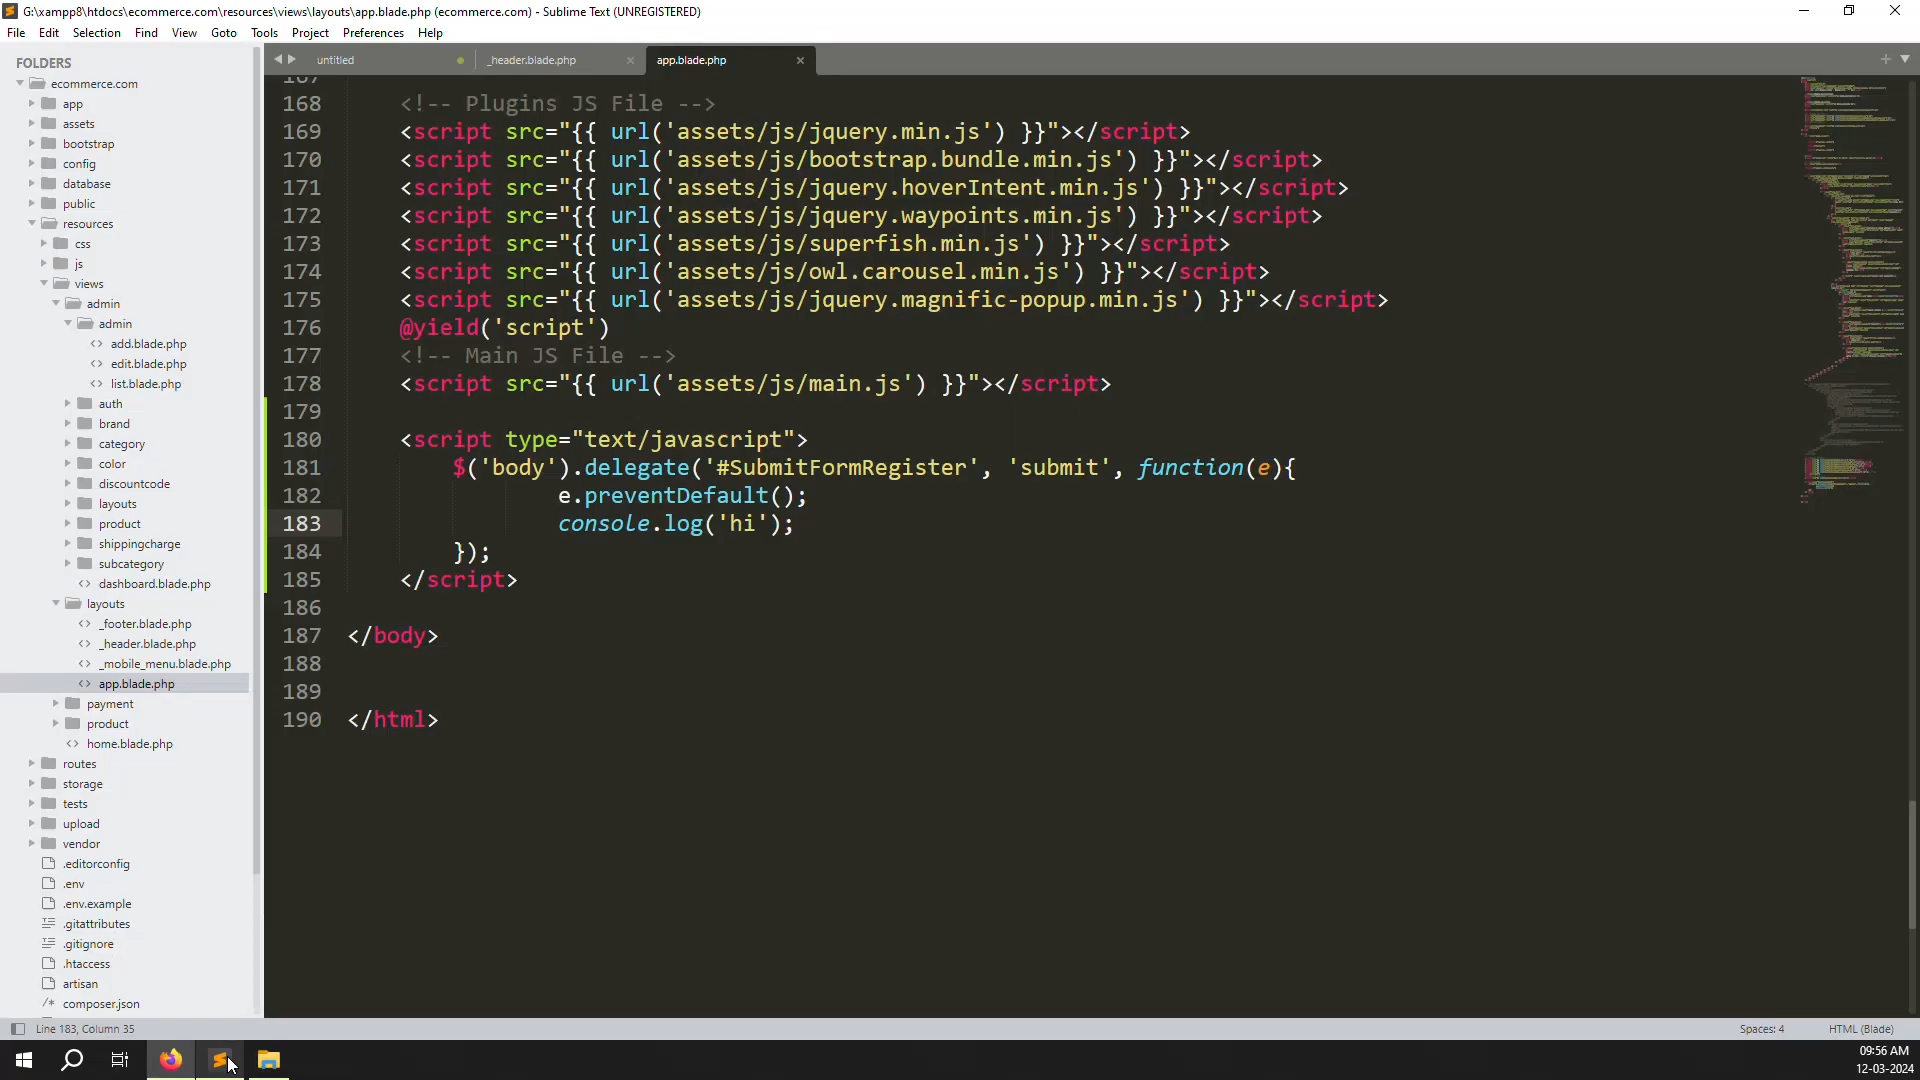 G:\xampp8\htdocs\ecommerce.com\resources\views\layouts\app.blade.php (ecommerce.com) - Sublime Text (UNREGISTERED)
File Edit Selection Find View Goto Tools Project Preferences Help
FOLDERS
ecommerce.com
app
assets
bootstrap
config
database
public
resources
css
js
views
admin
admin
add.blade.php
edit.blade.php
list.blade.php
auth
brand
category
color
discountcode
layouts
product
shippingcharge
subcategory
dashboard.blade.php
layouts
_footer.blade.php
_header.blade.php
_mobile_menu.blade.php
app.blade.php
payment
product
home.blade.php
routes
storage
tests
upload
vendor
.editorconfig
.env
.env.example
.gitattributes
.gitignore
.htaccess
artisan
composer.json
untitled _header.blade.php app.blade.php
167
168 <!-- Plugins JS File -->
169 <script src="{{ url('assets/js/jquery.min.js') }}"></script>
170 <script src="{{ url('assets/js/bootstrap.bundle.min.js') }}"></script>
171 <script src="{{ url('assets/js/jquery.hoverIntent.min.js') }}"></script>
172 <script src="{{ url('assets/js/jquery.waypoints.min.js') }}"></script>
173 <script src="{{ url('assets/js/superfish.min.js') }}"></script>
174 <script src="{{ url('assets/js/owl.carousel.min.js') }}"></script>
175 <script src="{{ url('assets/js/jquery.magnific-popup.min.js') }}"></script>
176 @yield('script')
177 <!-- Main JS File -->
178 <script src="{{ url('assets/js/main.js') }}"></script>
179
180 <script type="text/javascript">
181 $('body').delegate('#SubmitFormRegister', 'submit', function(e){
182 e.preventDefault();
183 console.log('hi');
184 });
185 </script>
186
187 </body>
188
189
190 </html>
Line 183, Column 35
Spaces: 4
HTML (Blade)
09:56 AM
12-03-2024